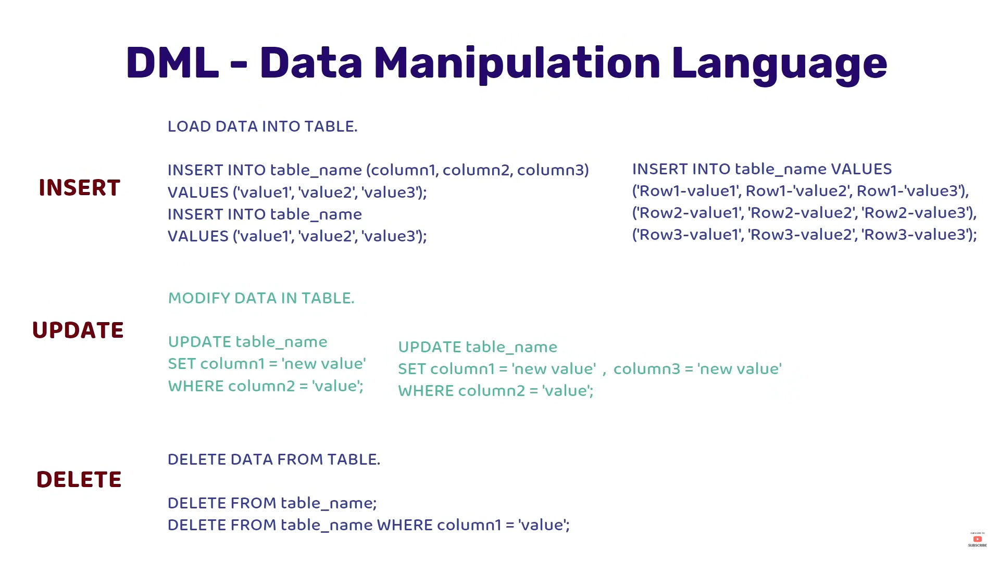 DML - Data Manipulation Language
INSERT
LOAD DATA INTO TABLE.
INSERT INTO table_name (column1, column2, column3)
VALUES ('value1', 'value2', 'value3');
INSERT INTO table_name
VALUES ('value1', 'value2', 'value3');
INSERT INTO table_name VALUES
('Row1-value1', Row1-'value2', Row1-'value3'),
('Row2-value1', 'Row2-value2', 'Row2-value3'),
('Row3-value1', 'Row3-value2', 'Row3-value3');
UPDATE
MODIFY DATA IN TABLE.
UPDATE table_name
SET column1 = 'new value'
WHERE column2 = 'value';
UPDATE table_name
SET column1 = 'new value' , column3 = 'new value'
WHERE column2 = 'value';
DELETE
DELETE DATA FROM TABLE.
DELETE FROM table_name;
DELETE FROM table_name WHERE column1 = 'value';
CLICK HERE TO
SUBSCRIBE